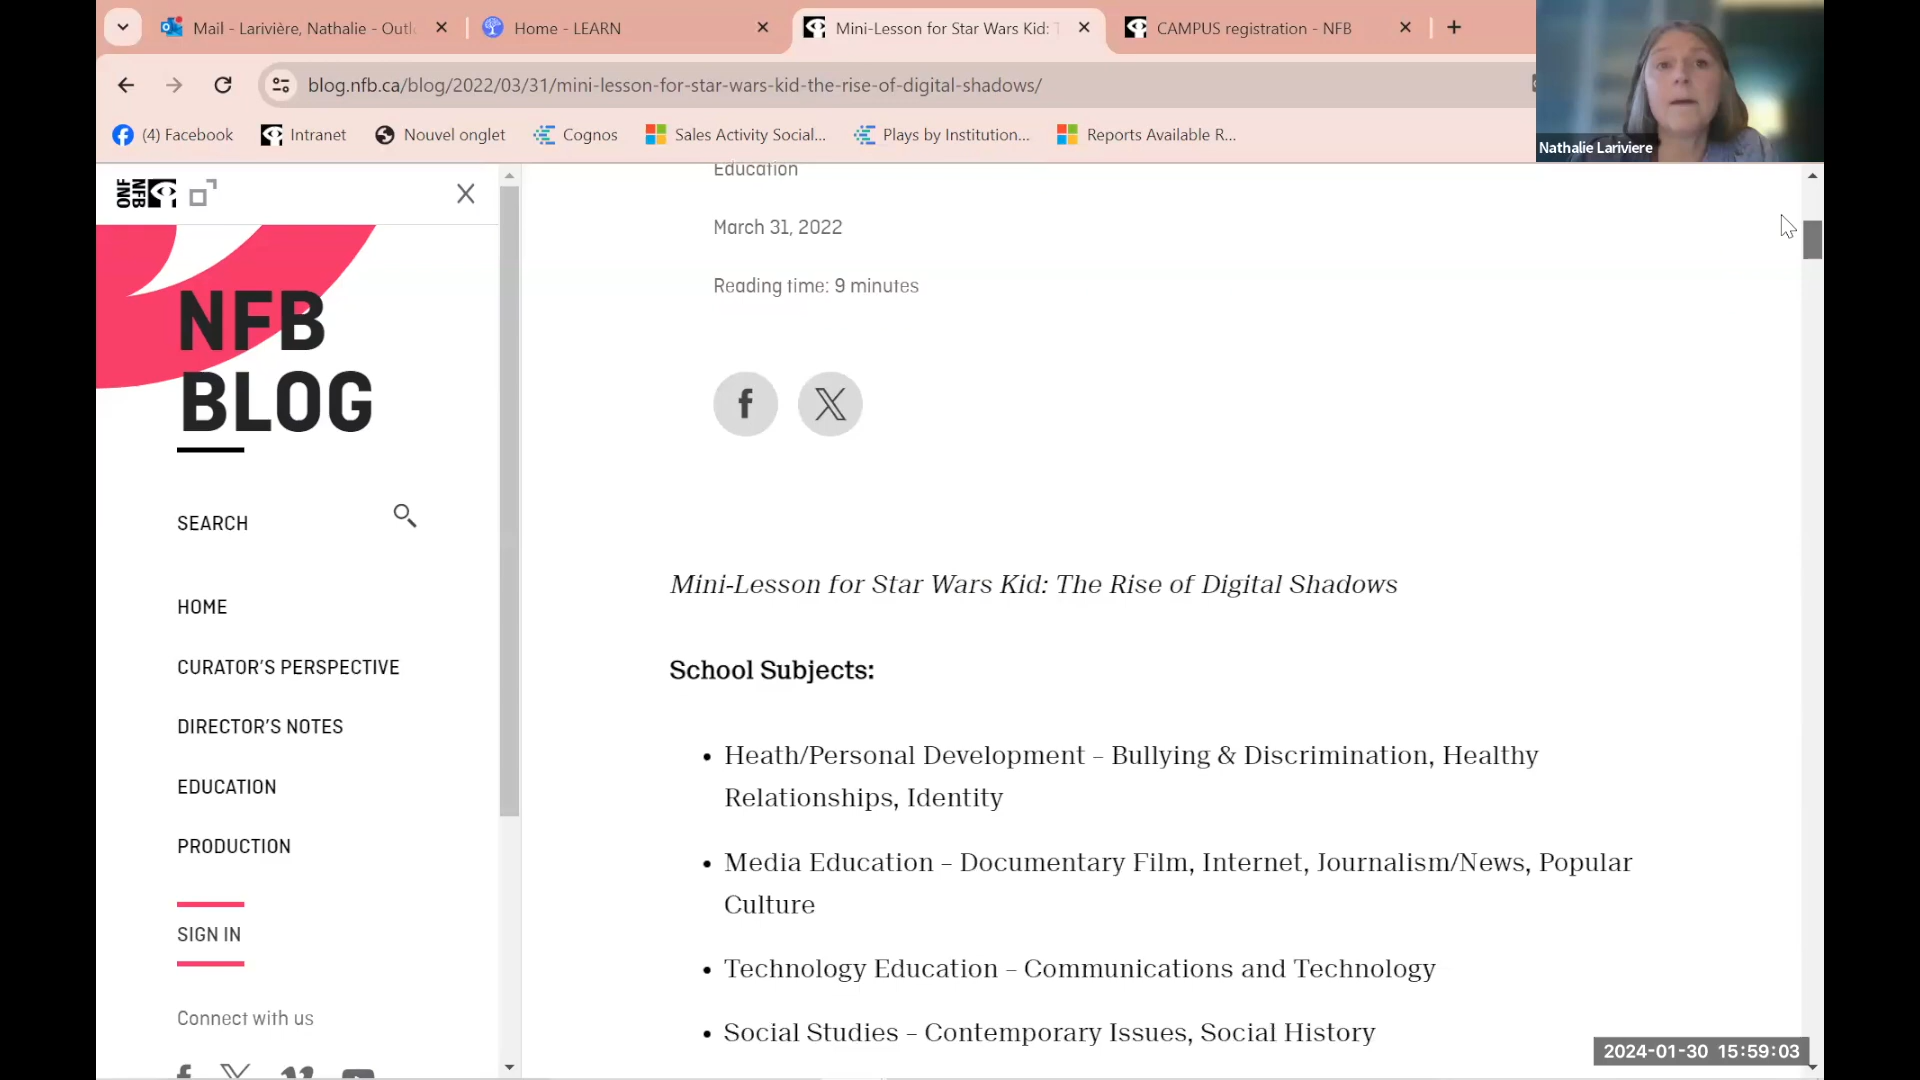 Mail - Larivière, Nathalie - Outl
Home - LEARN
Mini-Lesson for Star Wars Kid: T
CAMPUS registration - NFB
blog.nfb.ca/blog/2022/03/31/mini-lesson-for-star-wars-kid-the-rise-of-digital-shadows/
(4) Facebook
Intranet
Nouvel onglet
Cognos
Sales Activity Social...
Plays by Institution...
Reports Available R...
Nathalie Lariviere
ONF
NFB
NFB
BLOG
SEARCH
HOME
CURATOR'S PERSPECTIVE
DIRECTOR'S NOTES
EDUCATION
PRODUCTION
SIGN IN
Connect with us
Education
March 31, 2022
Reading time: 9 minutes
Mini-Lesson for Star Wars Kid: The Rise of Digital Shadows
School Subjects:
• Heath/Personal Development – Bullying & Discrimination, Healthy
Relationships, Identity
• Media Education – Documentary Film, Internet, Journalism/News, Popular
Culture
• Technology Education – Communications and Technology
• Social Studies – Contemporary Issues, Social History
2024-01-30 15:59:03